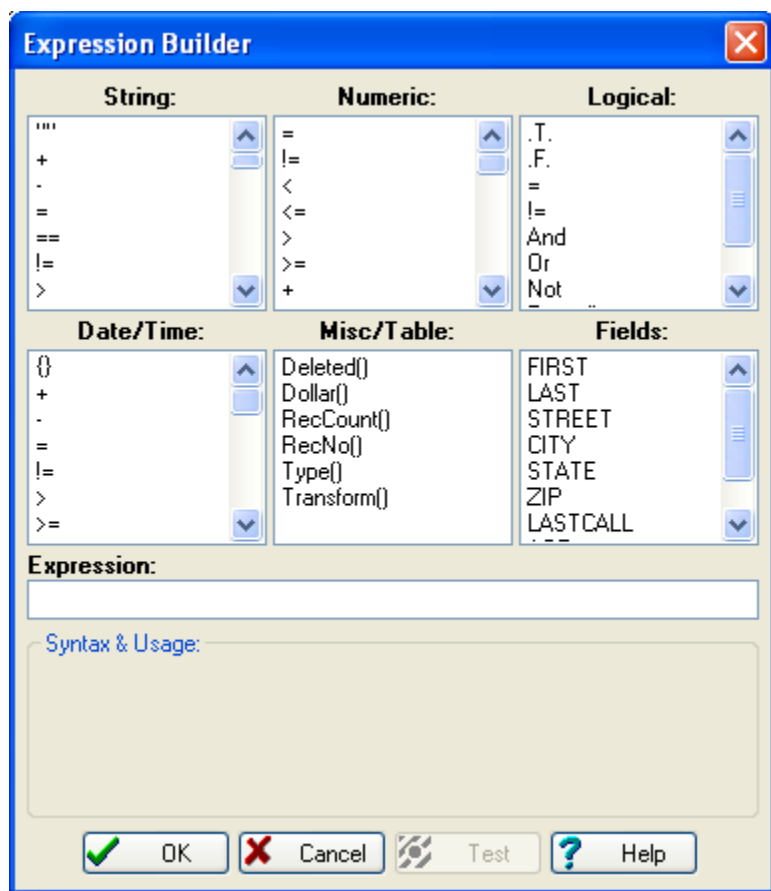 Expression Builder
String:
""
+
-
=
==
!=
>
Numeric:
=
!=
<
<=
>
>=
+
Logical:
.T.
.F.
=
!=
And
Or
Not
Date/Time:
{}
+
-
=
!=
>
>=
Misc/Table:
Deleted()
Dollar()
RecCount()
RecNo()
Type()
Transform()
Fields:
FIRST
LAST
STREET
CITY
STATE
ZIP
LASTCALL
Expression:
Syntax & Usage:
OK
Cancel
Test
Help